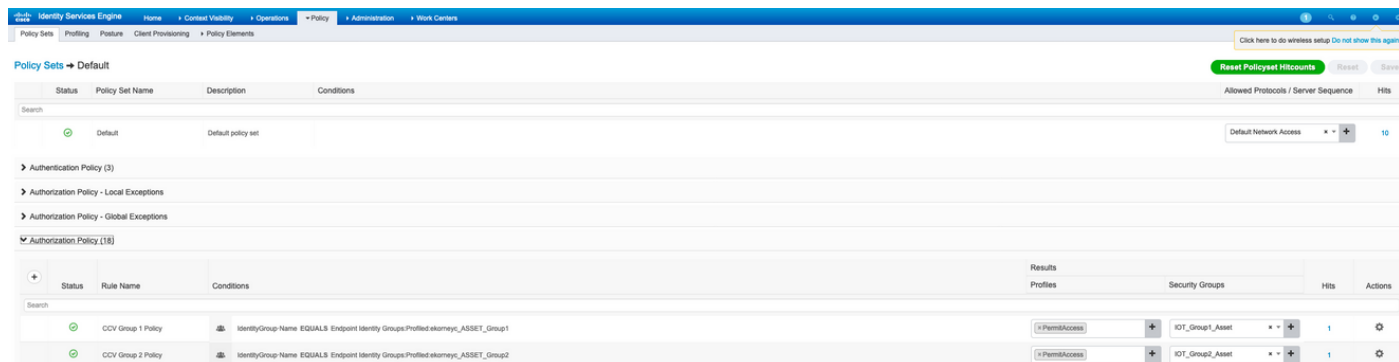 cisco Identity Services Engine Home Context Visibility Operations Policy Administration Work Centers 1
Policy Sets Profiling Posture Client Provisioning Policy Elements
Click here to do wireless setup Do not show this again
Policy Sets → Default
Reset Policyset Hitcounts Reset Save
Status Policy Set Name Description Conditions Allowed Protocols / Server Sequence Hits
Search
Default Default policy set Default Network Access × + 10
Authentication Policy (3)
Authorization Policy - Local Exceptions
Authorization Policy - Global Exceptions
Authorization Policy (18)
Results
+ Status Rule Name Conditions Profiles Security Groups Hits Actions
Search
CCV Group 1 Policy IdentityGroup·Name EQUALS Endpoint Identity Groups:Profiled:ekorneyc_ASSET_Group1 ×PermitAccess + IOT_Group1_Asset × + 1
CCV Group 2 Policy IdentityGroup·Name EQUALS Endpoint Identity Groups:Profiled:ekorneyc_ASSET_Group2 ×PermitAccess + IOT_Group2_Asset × + 1